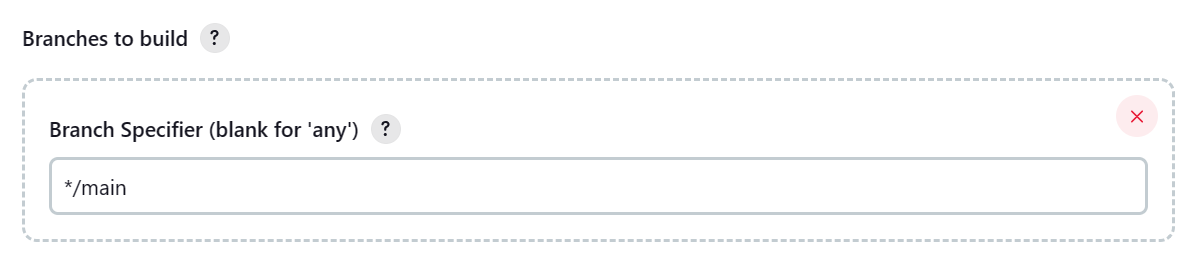 Branches to build ?
Branch Specifier (blank for 'any') ?
*/main